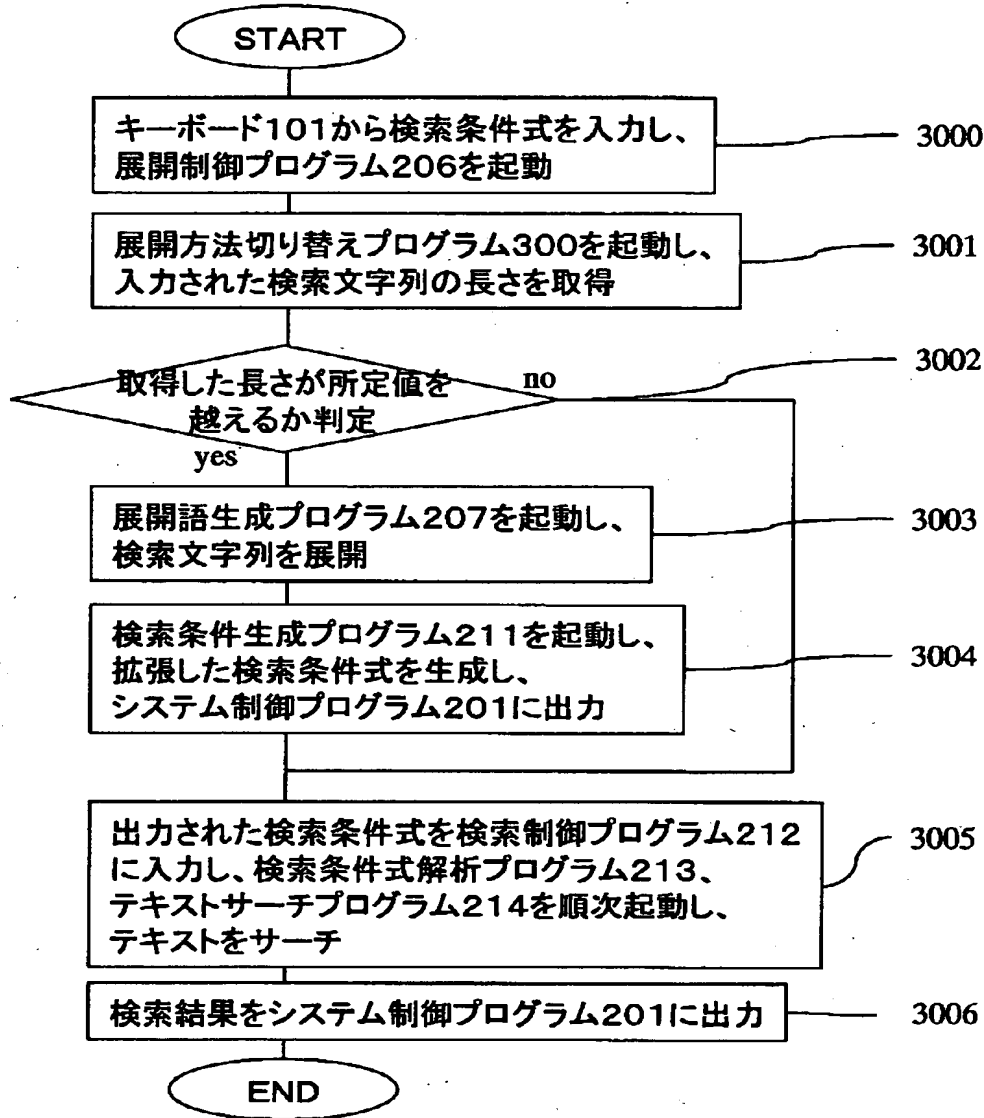 START
キーボード101から検索条件式を入力し、
展開制御プログラム206を起動
3000
展開方法切り替えプログラム300を起動し、
入力された検索文字列の長さを取得
3001
取得した長さが所定値を
越えるか判定
no
3002
yes
展開語生成プログラム207を起動し、
検索文字列を展開
3003
検索条件生成プログラム211を起動し、
拡張した検索条件式を生成し、
システム制御プログラム201に出力
3004
出力された検索条件式を検索制御プログラム212
に入力し、検索条件式解析プログラム213、
テキストサーチプログラム214を順次起動し、
テキストをサーチ
3005
検索結果をシステム制御プログラム201に出力
3006
END